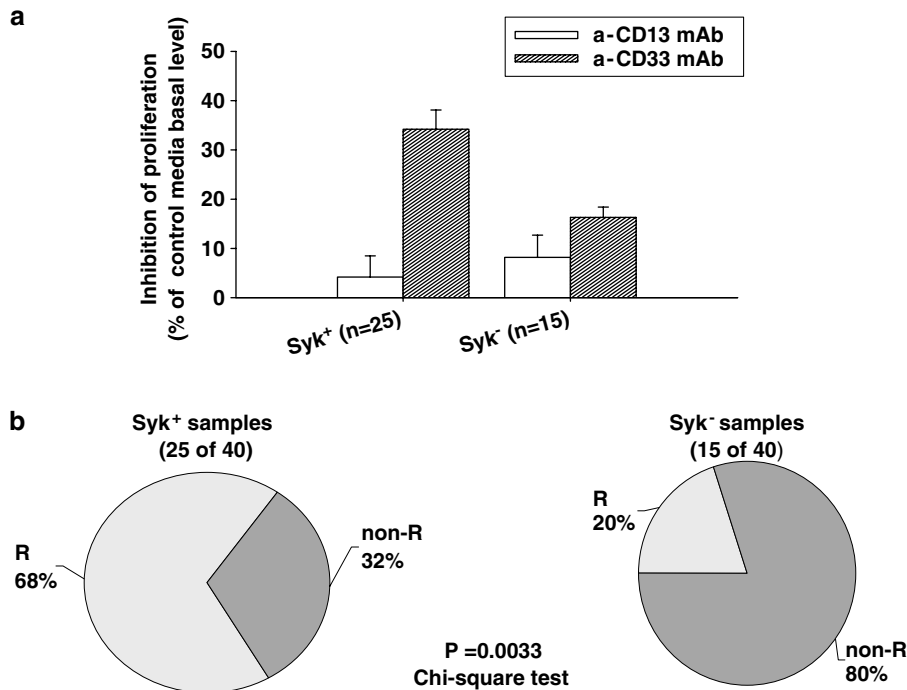 a
a-CD13 mAb
a-CD33 mAb
Inhibition of proliferation
(% of control media basal level)
50
40
30
20
10
0
Syk⁺ (n=25)
Syk⁻ (n=15)
b
Syk⁺ samples
(25 of 40)
R
68%
non-R
32%
Syk⁻ samples
(15 of 40)
R
20%
non-R
80%
P =0.0033
Chi-square test